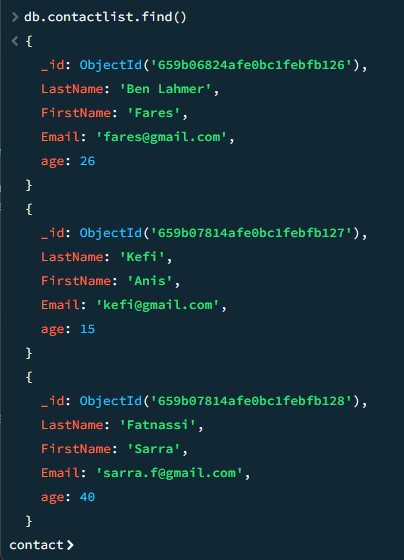 > db.contactlist.find()
< {
_id: ObjectId('659b06824afe0bc1febfb126'),
LastName: 'Ben Lahmer',
FirstName: 'Fares',
Email: 'fares@gmail.com',
age: 26
}
{
_id: ObjectId('659b07814afe0bc1febfb127'),
LastName: 'Kefi',
FirstName: 'Anis',
Email: 'kefi@gmail.com',
age: 15
}
{
_id: ObjectId('659b07814afe0bc1febfb128'),
LastName: 'Fatnassi',
FirstName: 'Sarra',
Email: 'sarra.f@gmail.com',
age: 40
}
contact>